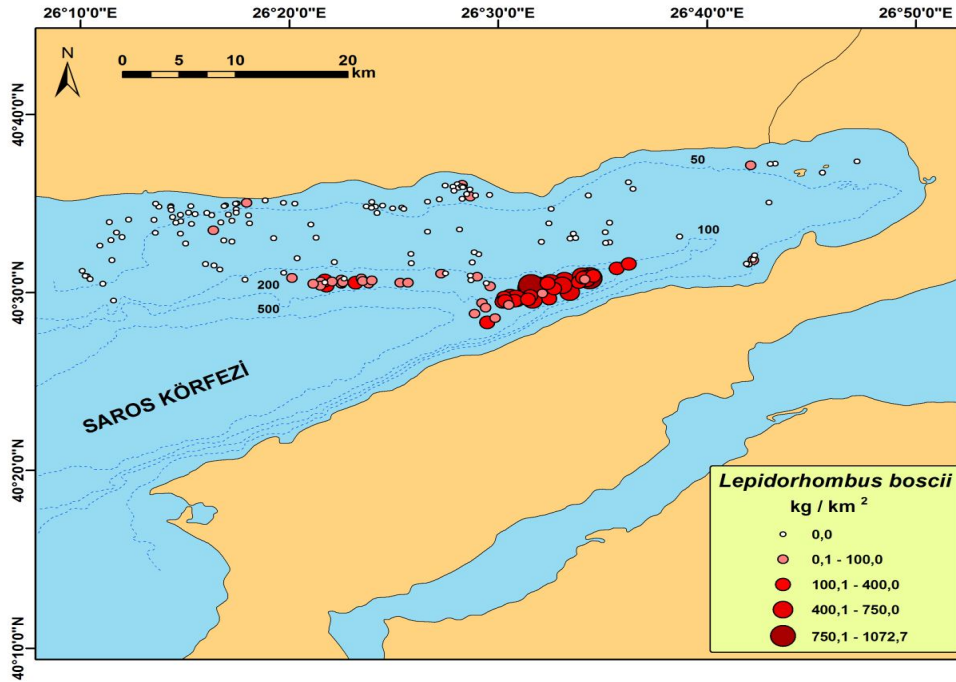 26°10'0"E 26°20'0"E 26°30'0"E 26°40'0"E 26°50'0"E
N
0 5 10 20
km
40°40'0"N
50
100
40°30'0"N
200
500
SAROS KÖRFEZİ
40°20'0"N
Lepidorhombus boscii
kg / km ²
0,0
0,1 - 100,0
100,1 - 400,0
400,1 - 750,0
750,1 - 1072,7
40°10'0"N